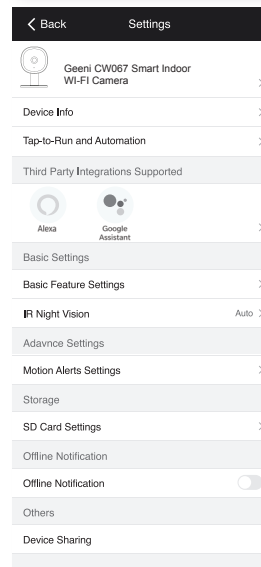 Back Settings
Geeni CW067 Smart Indoor
WI-FI Camera
Device Info
Tap-to-Run and Automation
Third Party Integrations Supported
Alexa Google
Assistant
Basic Settings
Basic Feature Settings
IR Night Vision Auto
Adavnce Settings
Motion Alerts Settings
Storage
SD Card Settings
Offline Notification
Offline Notification
Others
Device Sharing